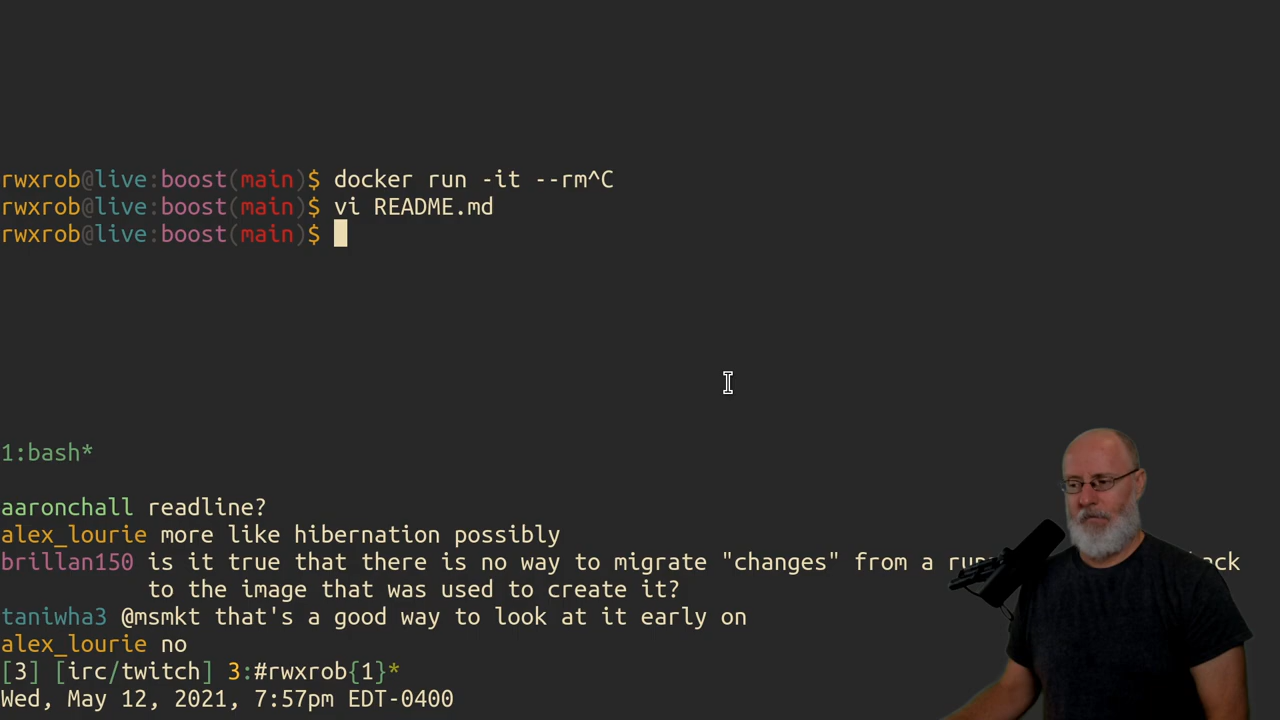 rwxrob@live:boost(main)$ docker run -it --rm^C
rwxrob@live:boost(main)$ vi README.md
rwxrob@live:boost(main)$
1:bash*
aaronchall readline?
alex_lourie more like hibernation possibly
brillan150 is it true that there is no way to migrate "changes" from a
to the image that was used to create it?
taniwha3 @msmkt that's a good way to look at it early on
alex_lourie no
[3] [irc/twitch] 3:#rwxrob{1}*
Wed, May 12, 2021, 7:57pm EDT-0400